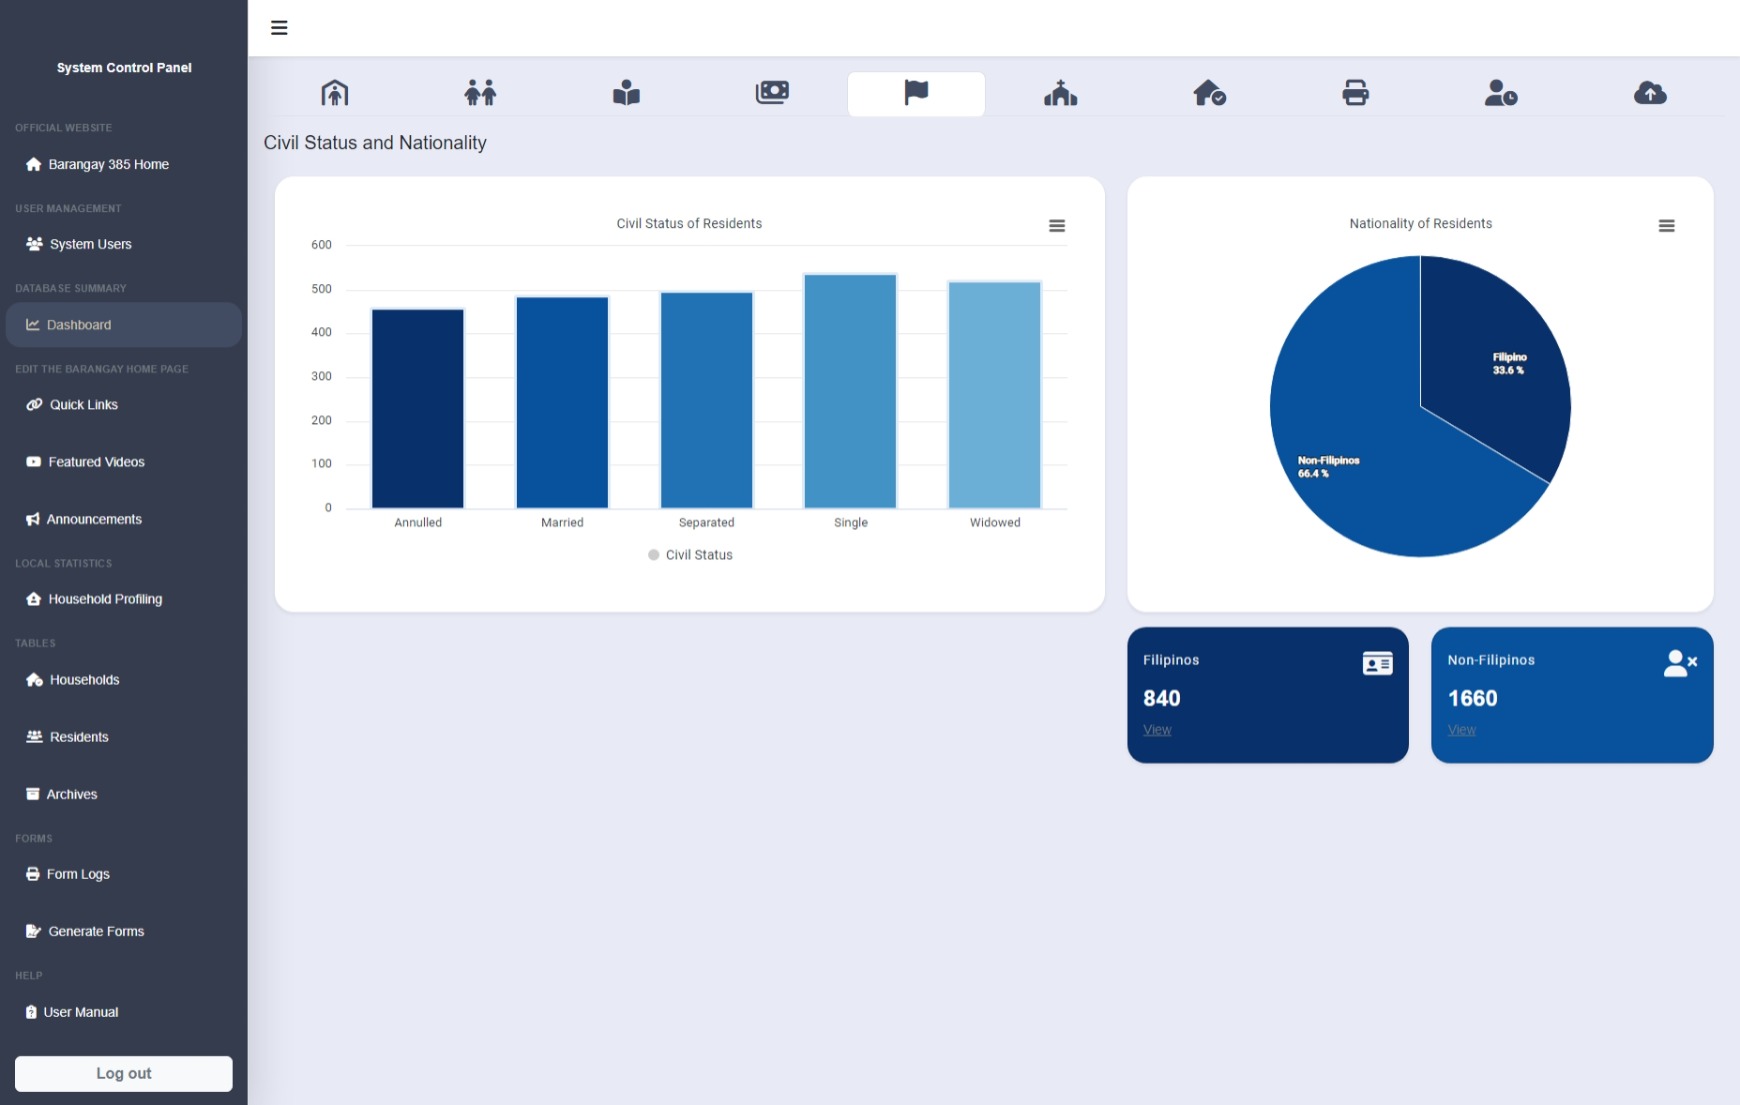 System Control Panel
OFFICIAL WEBSITE
Barangay 385 Home
USER MANAGEMENT
System Users
DATABASE SUMMARY
Dashboard
EDIT THE BARANGAY HOME PAGE
Quick Links
Featured Videos
Announcements
LOCAL STATISTICS
Household Profiling
TABLES
Households
Residents
Archives
FORMS
Form Logs
Generate Forms
HELP
User Manual
Log out
Civil Status and Nationality
Civil Status of Residents
600
500
400
300
200
100
0
Annulled Married Separated Single Widowed
Civil Status
Nationality of Residents
Filipino
33.6 %
Non-Filipinos
66.4 %
Filipinos
840
View
Non-Filipinos
1660
View